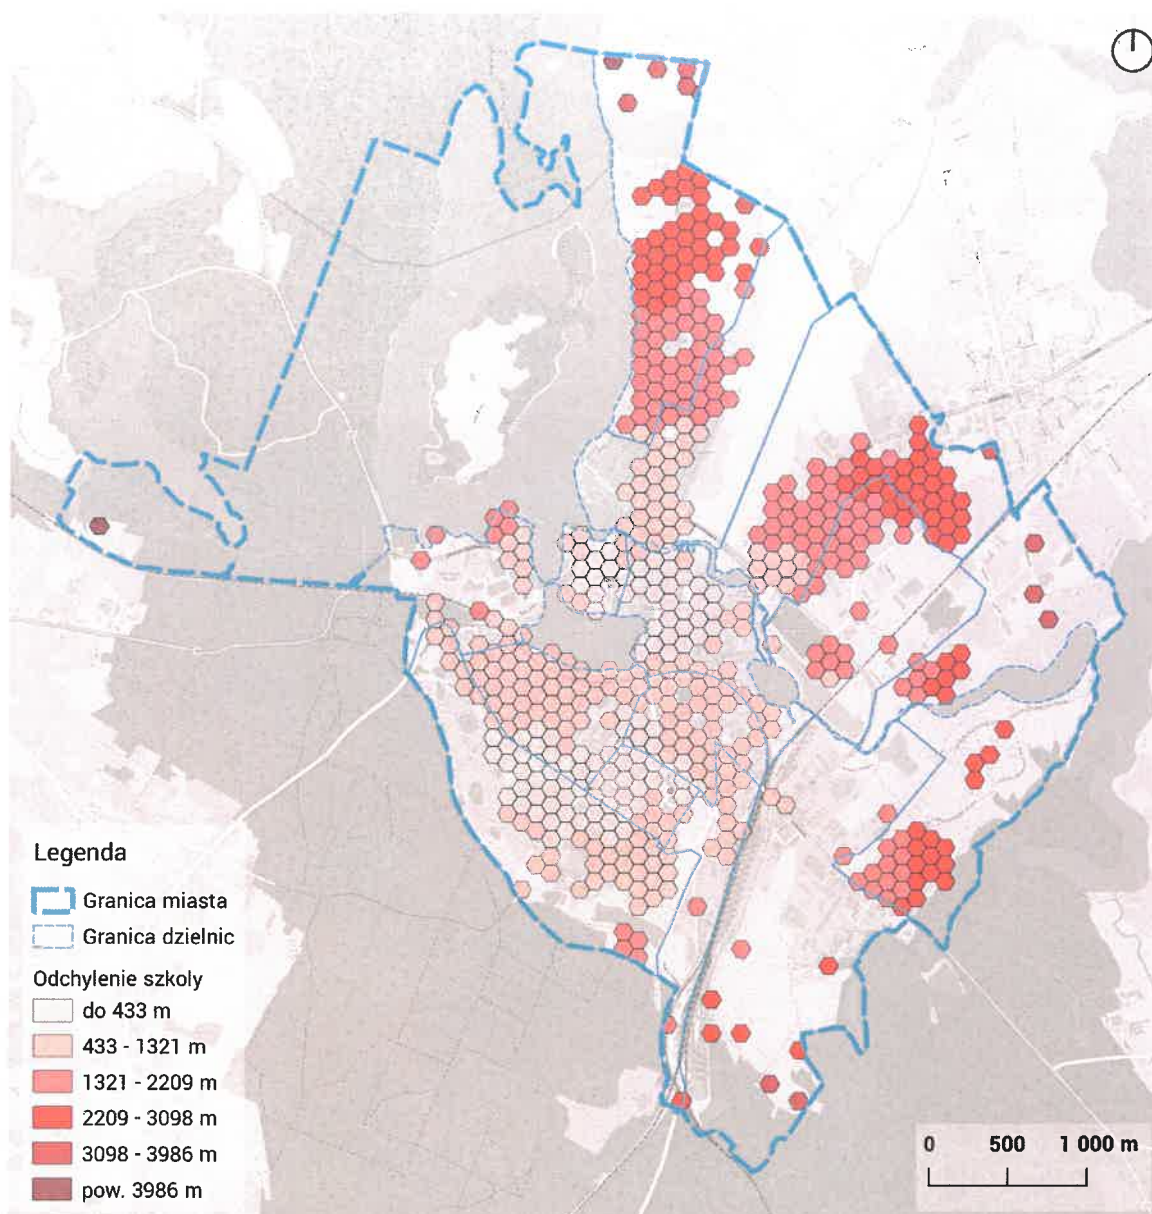 Legenda
Granica miasta
Granica dzielnic
Odchylenie szkoly
do 433 m
433 - 1321 m
1321 - 2209 m
2209 - 3098 m
3098 - 3986 m
pow. 3986 m
0 500 1 000 m